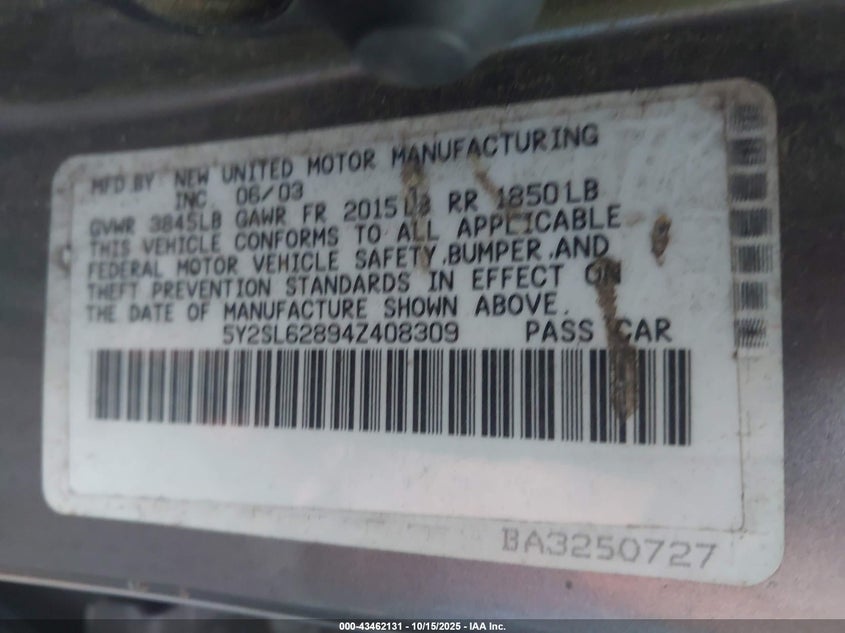 MFD BY NEW UNITED MOTOR MANUFACTURING
INC 06/03
GVWR 3845LB GAWR FR 2015LB RR 1850LB
THIS VEHICLE CONFORMS TO ALL APPLICABLE
FEDERAL MOTOR VEHICLE SAFETY,BUMPER,AND
THEFT PREVENTION STANDARDS IN EFFECT ON
THE DATE OF MANUFACTURE SHOWN ABOVE.
5Y2SL62894Z408309 PASS CAR
BA3250727
000-43462131 - 10/15/2025 - IAA Inc.